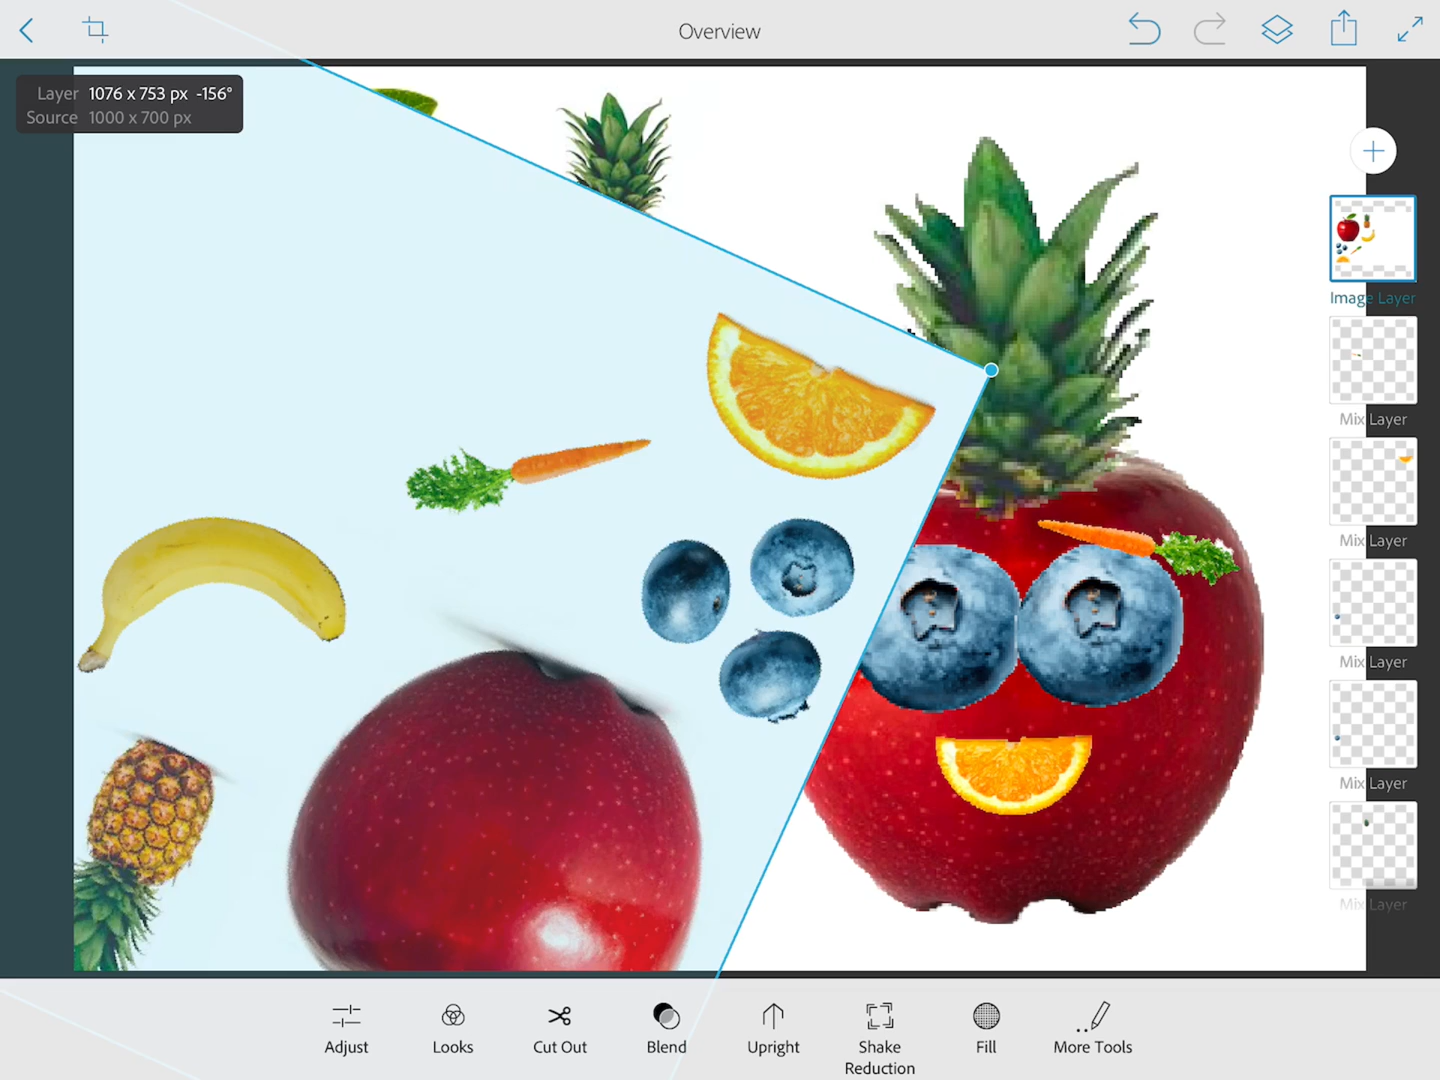 Overview
Layer 1076 x 753 px -156°
Source 1000 x 700 px
Image Layer
Mix Layer
Mix Layer
Mix Layer
Mix Layer
Mix Layer
Adjust
Looks
Cut Out
Blend
Upright
Shake
Reduction
Fill
More Tools